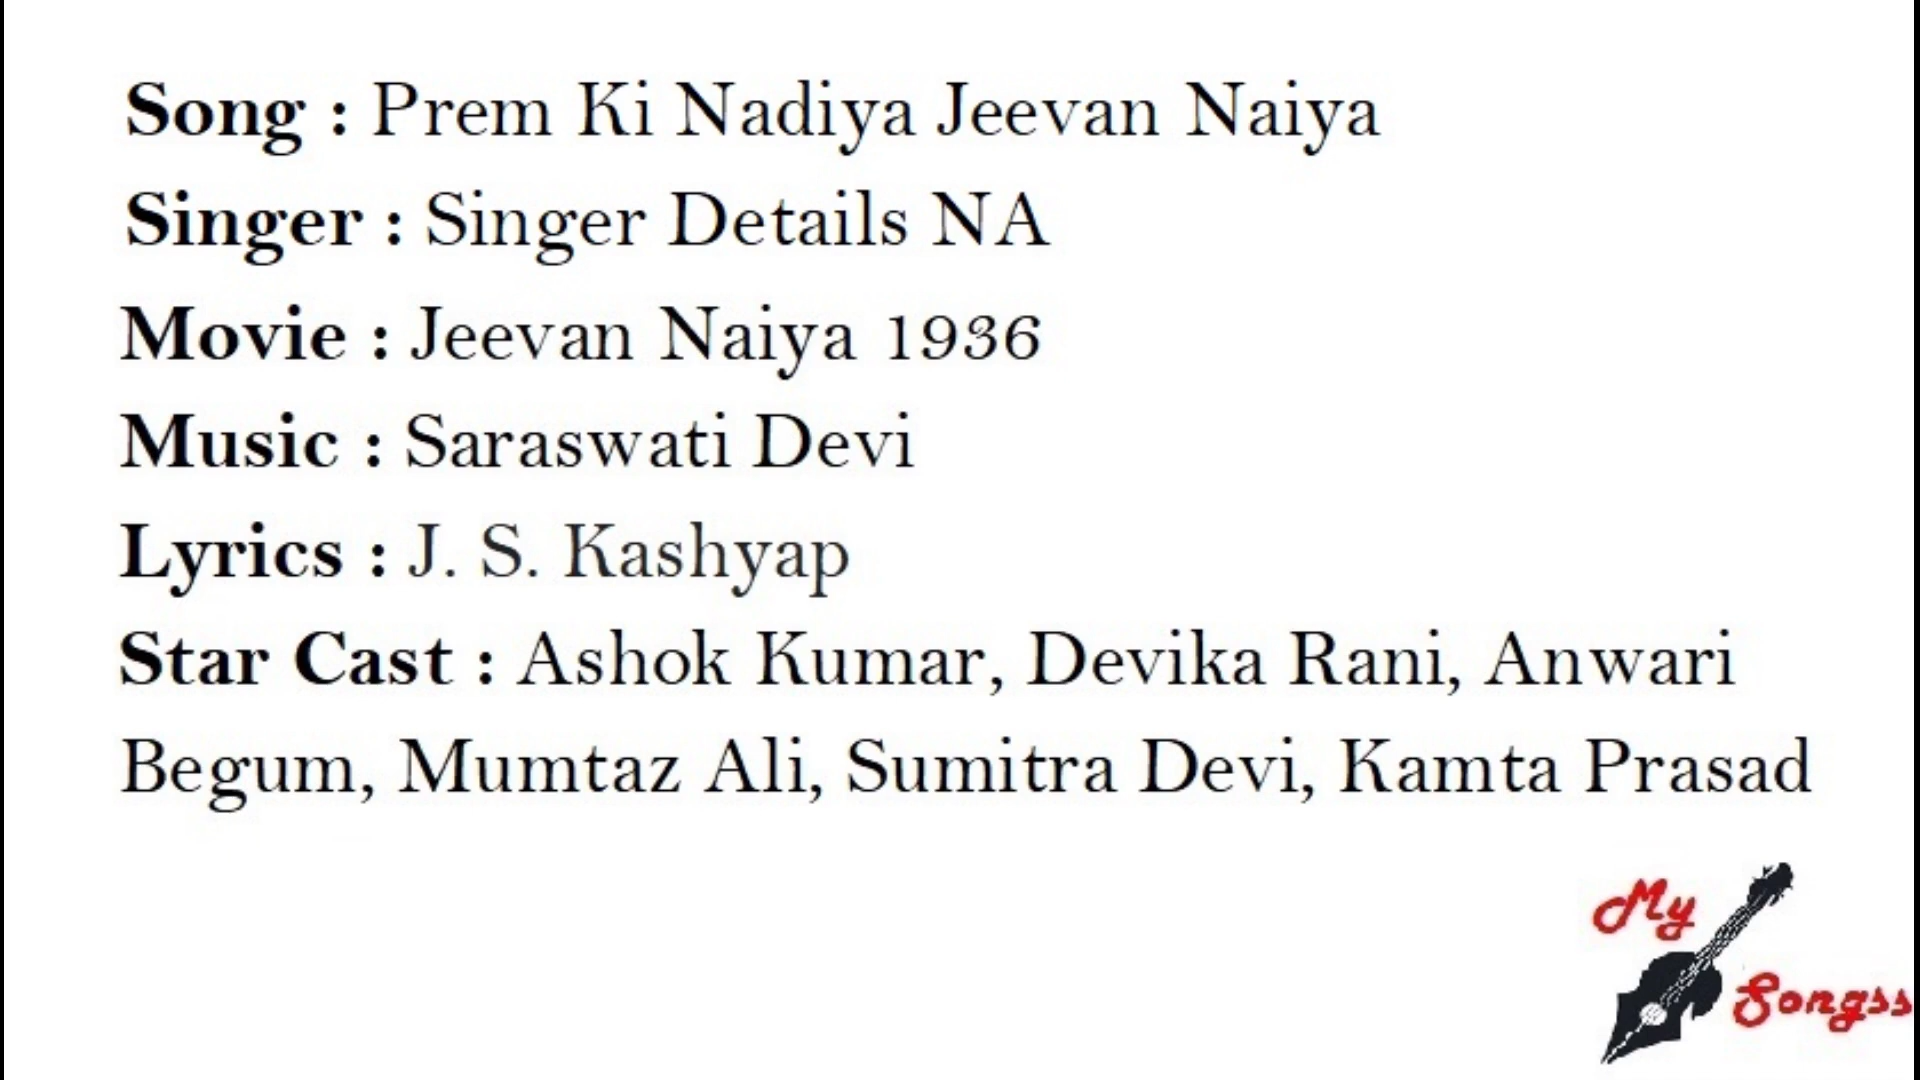 Song : Prem Ki Nadiya Jeevan Naiya
Singer : Singer Details NA
Movie : Jeevan Naiya 1936
Music : Saraswati Devi
Lyrics : J. S. Kashyap
Star Cast : Ashok Kumar, Devika Rani, Anwari
Begum, Mumtaz Ali, Sumitra Devi, Kamta Prasad
My
Songss